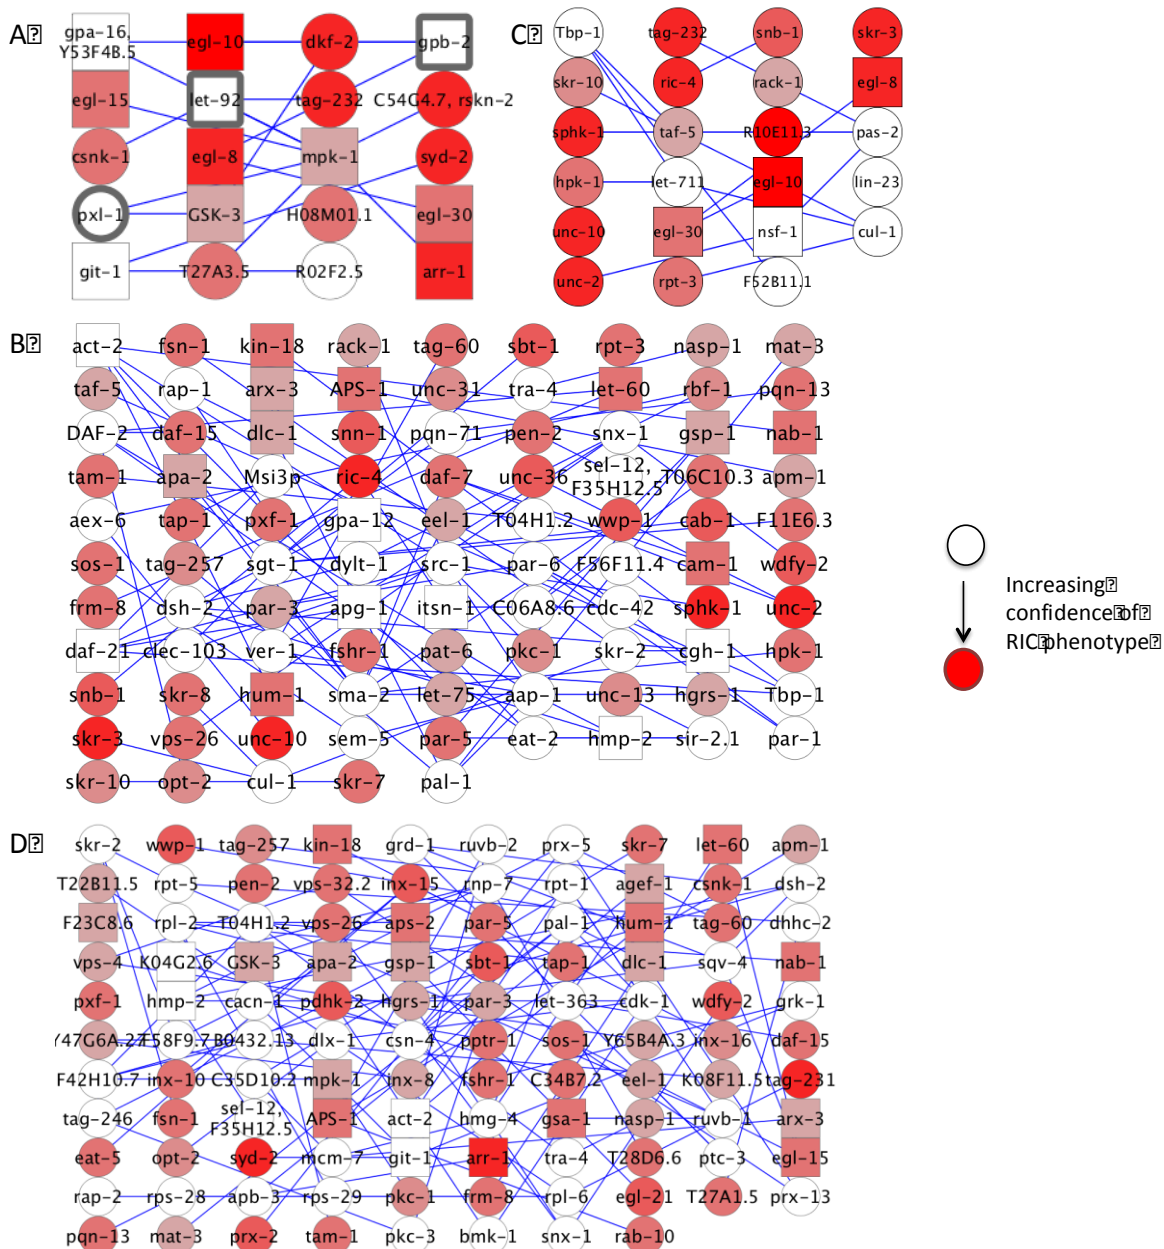 A
gpa-16, Y53F4B.5 egl-10 dkf-2 gpb-2
egl-15 let-92 tag-232 C54G4.7, rskn-2
csnk-1 egl-8 mpk-1 syd-2
pxl-1 GSK-3 H08M01.1 egl-30
git-1 T27A3.5 R02F2.5 arr-1
C
Tbp-1 tag-232 snb-1 skr-3
skr-10 ric-4 rack-1 egl-8
sphk-1 taf-5 R10E11.3 pas-2
hpk-1 let-711 egl-10 lin-23
unc-10 egl-30 nsf-1 cul-1
unc-2 rpt-3 F52B11.1
B
act-2 fsn-1 kin-18 rack-1 tag-60 sbt-1 rpt-3 nasp-1 mat-3
taf-5 rap-1 arx-3 APS-1 unc-31 tra-4 let-60 rbf-1 pqn-13
DAF-2 daf-15 dlc-1 snn-1 pqn-71 pen-2 snx-1 gsp-1 nab-1
tam-1 apa-2 Msi3p ric-4 daf-7 unc-36 sel-12, F35H12.5 T06C10.3 apm-1
aex-6 tap-1 pxf-1 gpa-12 eel-1 T04H1.2 wwp-1 cab-1 F11E6.3
sos-1 tag-257 sgt-1 dylt-1 src-1 par-6 F56F11.4 cam-1 wdfy-2
frm-8 dsh-2 par-3 apg-1 itsn-1 C06A8.6 cdc-42 sphk-1 unc-2
daf-21 clec-103 ver-1 fshr-1 pat-6 pkc-1 skr-2 cgh-1 hpk-1
snb-1 skr-8 hum-1 sma-2 let-75 aap-1 unc-13 hgrs-1 Tbp-1
skr-3 vps-26 unc-10 sem-5 par-5 eat-2 hmp-2 sir-2.1 par-1
skr-10 opt-2 cul-1 skr-7 pal-1
Increasing
confidence of
RIC phenotype
D
skr-2 wwp-1 tag-257 kin-18 grd-1 ruvb-2 prx-5 skr-7 let-60 apm-1
T22B11.5 rpt-5 pen-2 vps-32.2 inx-15 rnp-7 rpt-1 agef-1 csnk-1 dsh-2
F23C8.6 rpl-2 T04H1.2 vps-26 aps-2 par-5 pal-1 hum-1 tag-60 dhhc-2
vps-4 K04G2.6 GSK-3 apa-2 gsp-1 sbt-1 tap-1 dlc-1 sqv-4 nab-1
pxf-1 hmp-2 cacn-1 pdhk-2 hgrs-1 par-3 let-363 cdk-1 wdfy-2 grk-1
F58F9.7 B0432.13 dlx-1 csn-4 pptr-1 sos-1 Y65B4A.3 inx-16 daf-15
F42H10.7 inx-10 C35D10.2 mpk-1 inx-8 fshr-1 C34B7.2 eel-1 K08F11.5 tag-231
tag-246 fsn-1 sel-12, F35H12.5 APS-1 act-2 hmg-4 gsa-1 nasp-1 ruvb-1 arx-3
eat-5 opt-2 syd-2 mcm-7 git-1 arr-1 tra-4 T28D6.6 ptc-3 egl-15
rap-2 rps-28 apb-3 rps-29 pkc-1 frm-8 rpl-6 egl-21 T27A1.5 prx-13
pqn-13 mat-3 prx-2 tam-1 pkc-3 bmk-1 snx-1 rab-10